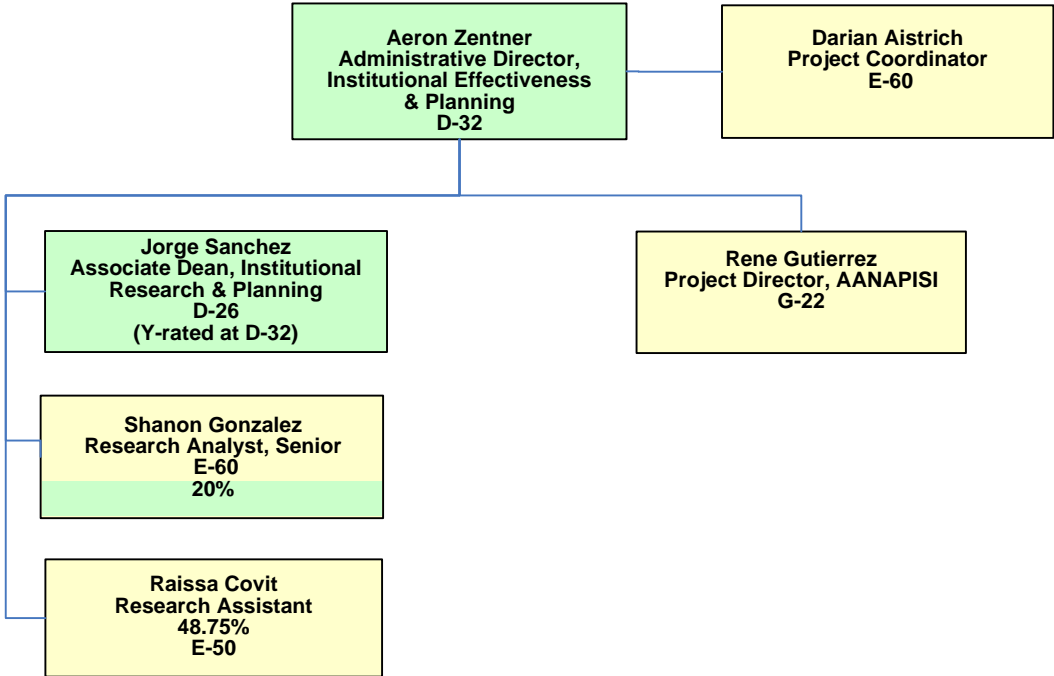 Aeron Zentner
Administrative Director,
Institutional Effectiveness
& Planning
D-32
Darian Aistrich
Project Coordinator
E-60
Jorge Sanchez
Associate Dean, Institutional
Research & Planning
D-26
(Y-rated at D-32)
Rene Gutierrez
Project Director, AANAPISI
G-22
Shanon Gonzalez
Research Analyst, Senior
E-60
20%
Raissa Covit
Research Assistant
48.75%
E-50